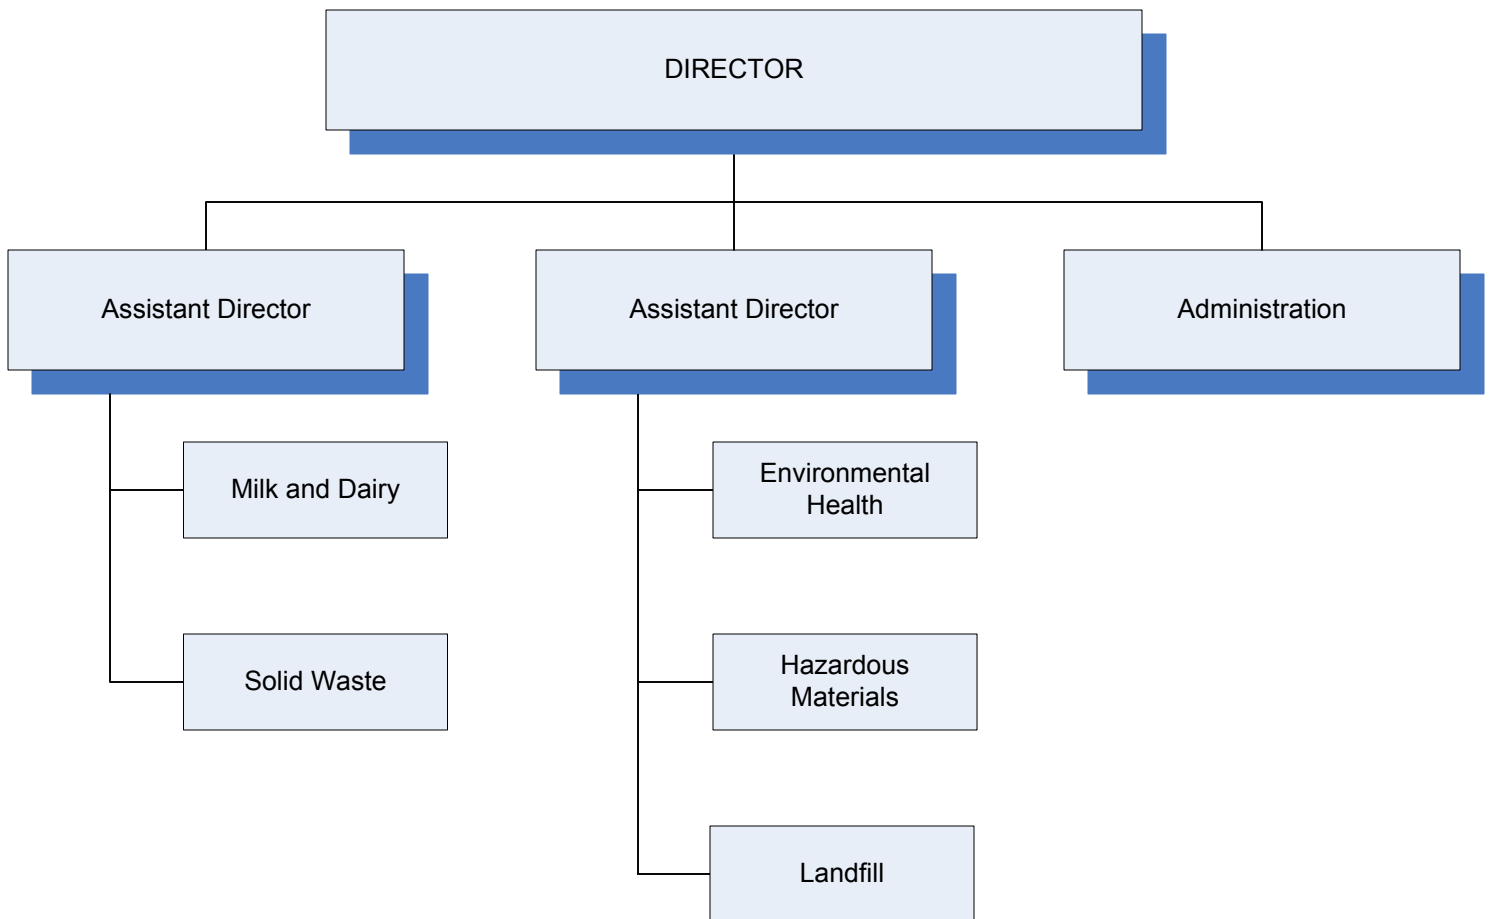 DIRECTOR
Assistant Director
Assistant Director
Administration
Milk and Dairy
Solid Waste
Environmental
Health
Hazardous
Materials
Landfill